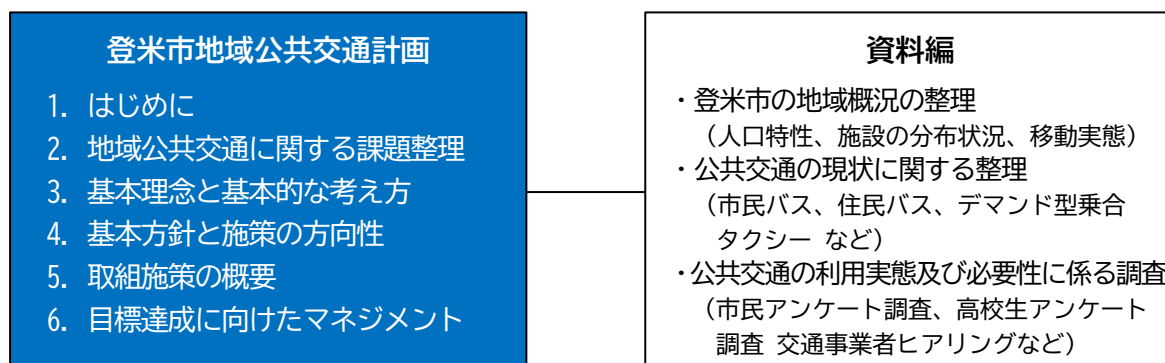 登米市地域公共交通計画
1. はじめに
2. 地域公共交通に関する課題整理
3. 基本理念と基本的な考え方
4. 基本方針と施策の方向性
5. 取組施策の概要
6. 目標達成に向けたマネジメント
資料編
・登米市の地域概況の整理
（人口特性、施設の分布状況、移動実態）
・公共交通の現状に関する整理
（市民バス、住民バス、デマンド型乗合
タクシー など）
・公共交通の利用実態及び必要性に係る調査
（市民アンケート調査、高校生アンケート
調査 交通事業者ヒアリングなど）